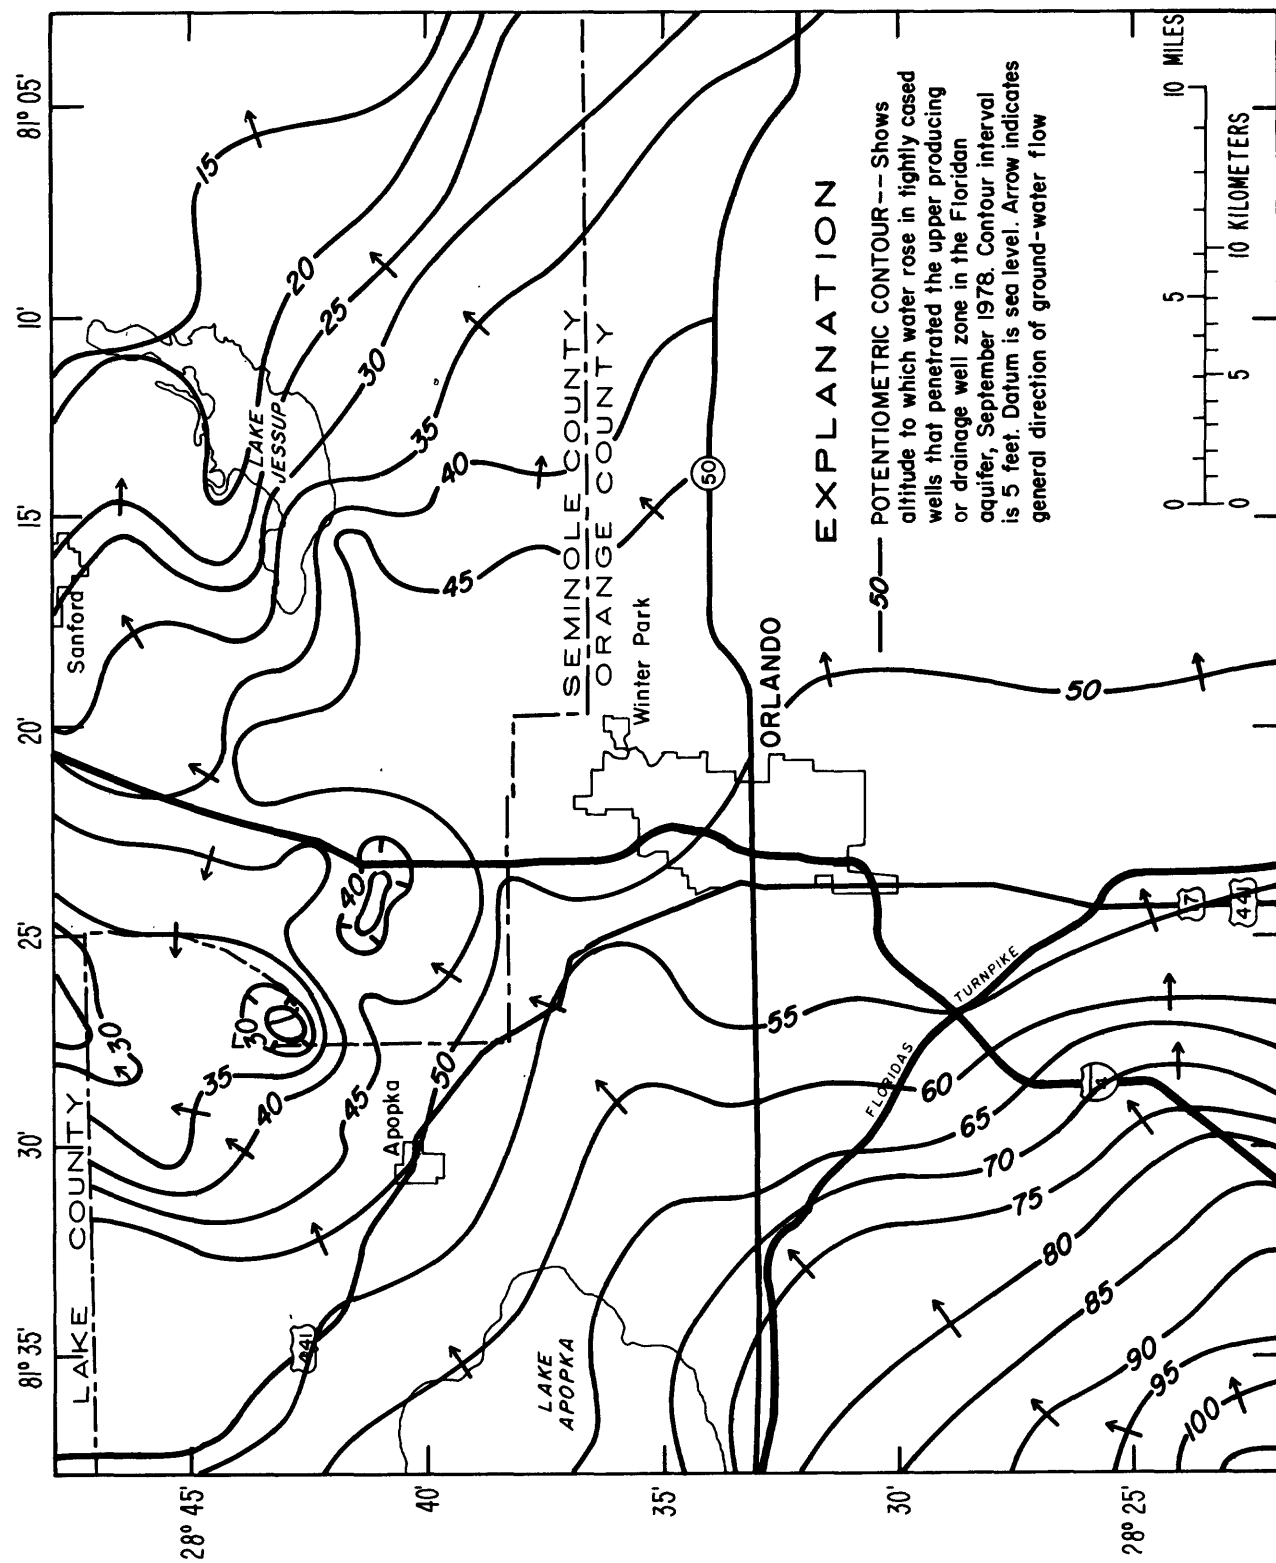 81° 35'
30'
25'
20'
15'
10'
81° 05'
28° 45'
40'
35'
30'
28° 25'
LAKE COUNTY
Sanford
LAKE
JESSUP
SEMINOLE COUNTY
ORANGE COUNTY
Winter Park
ORLANDO
Apopka
LAKE
APOPKA
FLORIDAS TURNPIKE
441
50
17
441
4
15
20
25
30
35
40
45
50
40
30
30
35
40
45
50
55
60
65
70
75
80
85
90
95
100
EXPLANATION
—50— POTENTIOMETRIC CONTOUR--Shows
altitude to which water rose in tightly cased
wells that penetrated the upper producing
or drainage well zone in the Floridan
aquifer, September 1978. Contour interval
is 5 feet. Datum is sea level. Arrow indicates
general direction of ground-water flow
0 5 10 MILES
0 5 10 KILOMETERS